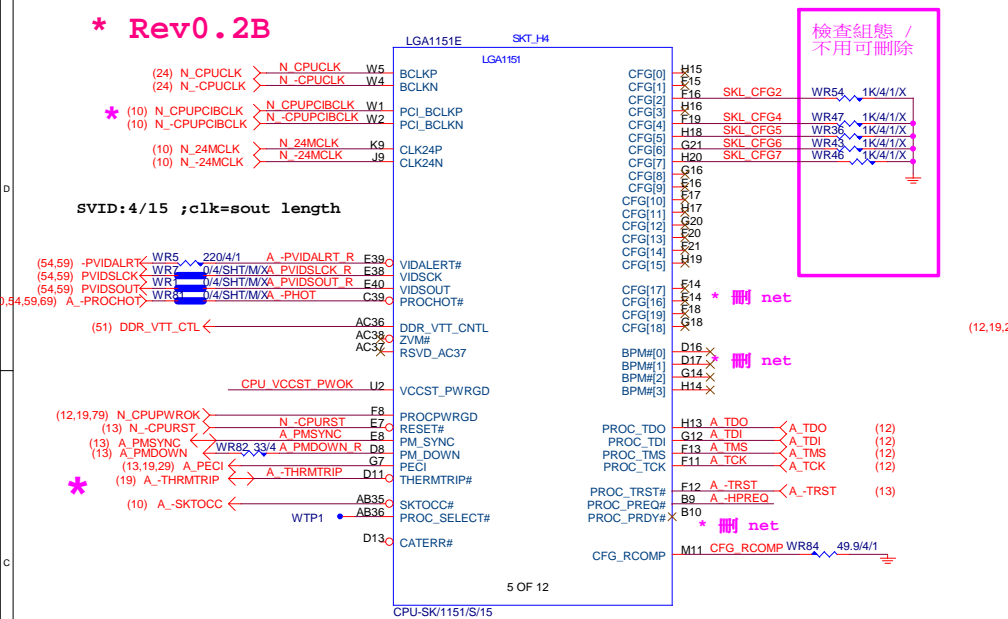 * Rev0.2B
LGA1151E
SKT_H4
LGA1151
檢查組態 /
不用可刪除
(24) N_CPUCLK N_CPUCLK W5 BCLKP
(24) N_-CPUCLK N_-CPUCLK W4 BCLKN
* (10) N_CPUPCIBCLK N_CPUPCIBCLK W1 PCI_BCLKP
(10) N_-CPUPCIBCLK N_-CPUPCIBCLK W2 PCI_BCLKN
(10) N_24MCLK N_24MCLK K9 CLK24P
(10) N_-24MCLK N_-24MCLK J9 CLK24N
D
SVID:4/15 ;clk=sout length
(54,59) -PVIDALRT WR5 220/4/1 A_-PVIDALRT_R E39 VIDALERT#
(54,59) PVIDSLCK WR7 0/4/SHT/M/X A_PVIDSLCK_R E38 VIDSCK
(54,59) PVIDSOUT WR1 0/4/SHT/M/X A_PVIDSOUT_R E40 VIDSOUT
0,54,59,69) A_-PROCHOT WR81 0/4/SHT/M/X A_-PHOT C39 PROCHOT#
(51) DDR_VTT_CTL AC36 DDR_VTT_CNTL
AC38 ZVM#
AC37 RSVD_AC37
CPU_VCCST_PWOK U2 VCCST_PWRGD
(12,19,79) N_CPUPWROK F8 PROCPWRGD
(13) N_-CPURST N_-CPURST E7 RESET#
(13) A_PMSYNC A_PMSYNC E8 PM_SYNC
(13) A_PMDOWN WR82 33/4 A_PMDOWN_R D8 PM_DOWN
(13,19,29) A_PECI G7 PECI
(19) A_-THRMTRIP A_-THRMTRIP D11 THERMTRIP#
*
(10) A_-SKTOCC AB35 SKTOCC#
WTP1 AB36 PROC_SELECT#
D13 CATERR#
C
CFG[0] H15
CFG[1] F15
CFG[2] F16 SKL_CFG2 WR54 1K/4/1/X
CFG[3] H16
CFG[4] F19 SKL_CFG4 WR47 1K/4/1/X
CFG[5] H18 SKL_CFG5 WR36 1K/4/1/X
CFG[6] G21 SKL_CFG6 WR43 1K/4/1/X
CFG[7] H20 SKL_CFG7 WR46 1K/4/1/X
CFG[8] G16
CFG[9] E16
CFG[10] F17
CFG[11] H17
CFG[12] G20
CFG[13] F20
CFG[14] F21
CFG[15] H19
CFG[17] F14
CFG[16] E14 * 刪 net
CFG[19] F18
CFG[18] G18
(12,19,2
BPM#[0] D16
BPM#[1] D17 * 刪 net
BPM#[2] G14
BPM#[3] H14
PROC_TDO H13 A_TDO A_TDO (12)
PROC_TDI G12 A_TDI A_TDI (12)
PROC_TMS F13 A_TMS A_TMS (12)
PROC_TCK F11 A_TCK A_TCK (12)
PROC_TRST# F12 A_-TRST A_-TRST (13)
PROC_PREQ# B9 A_-HPREQ
PROC_PRDY# B10
* 刪 net
CFG_RCOMP M11 CFG_RCOMP WR84 49.9/4/1
5 OF 12
CPU-SK/1151/S/15